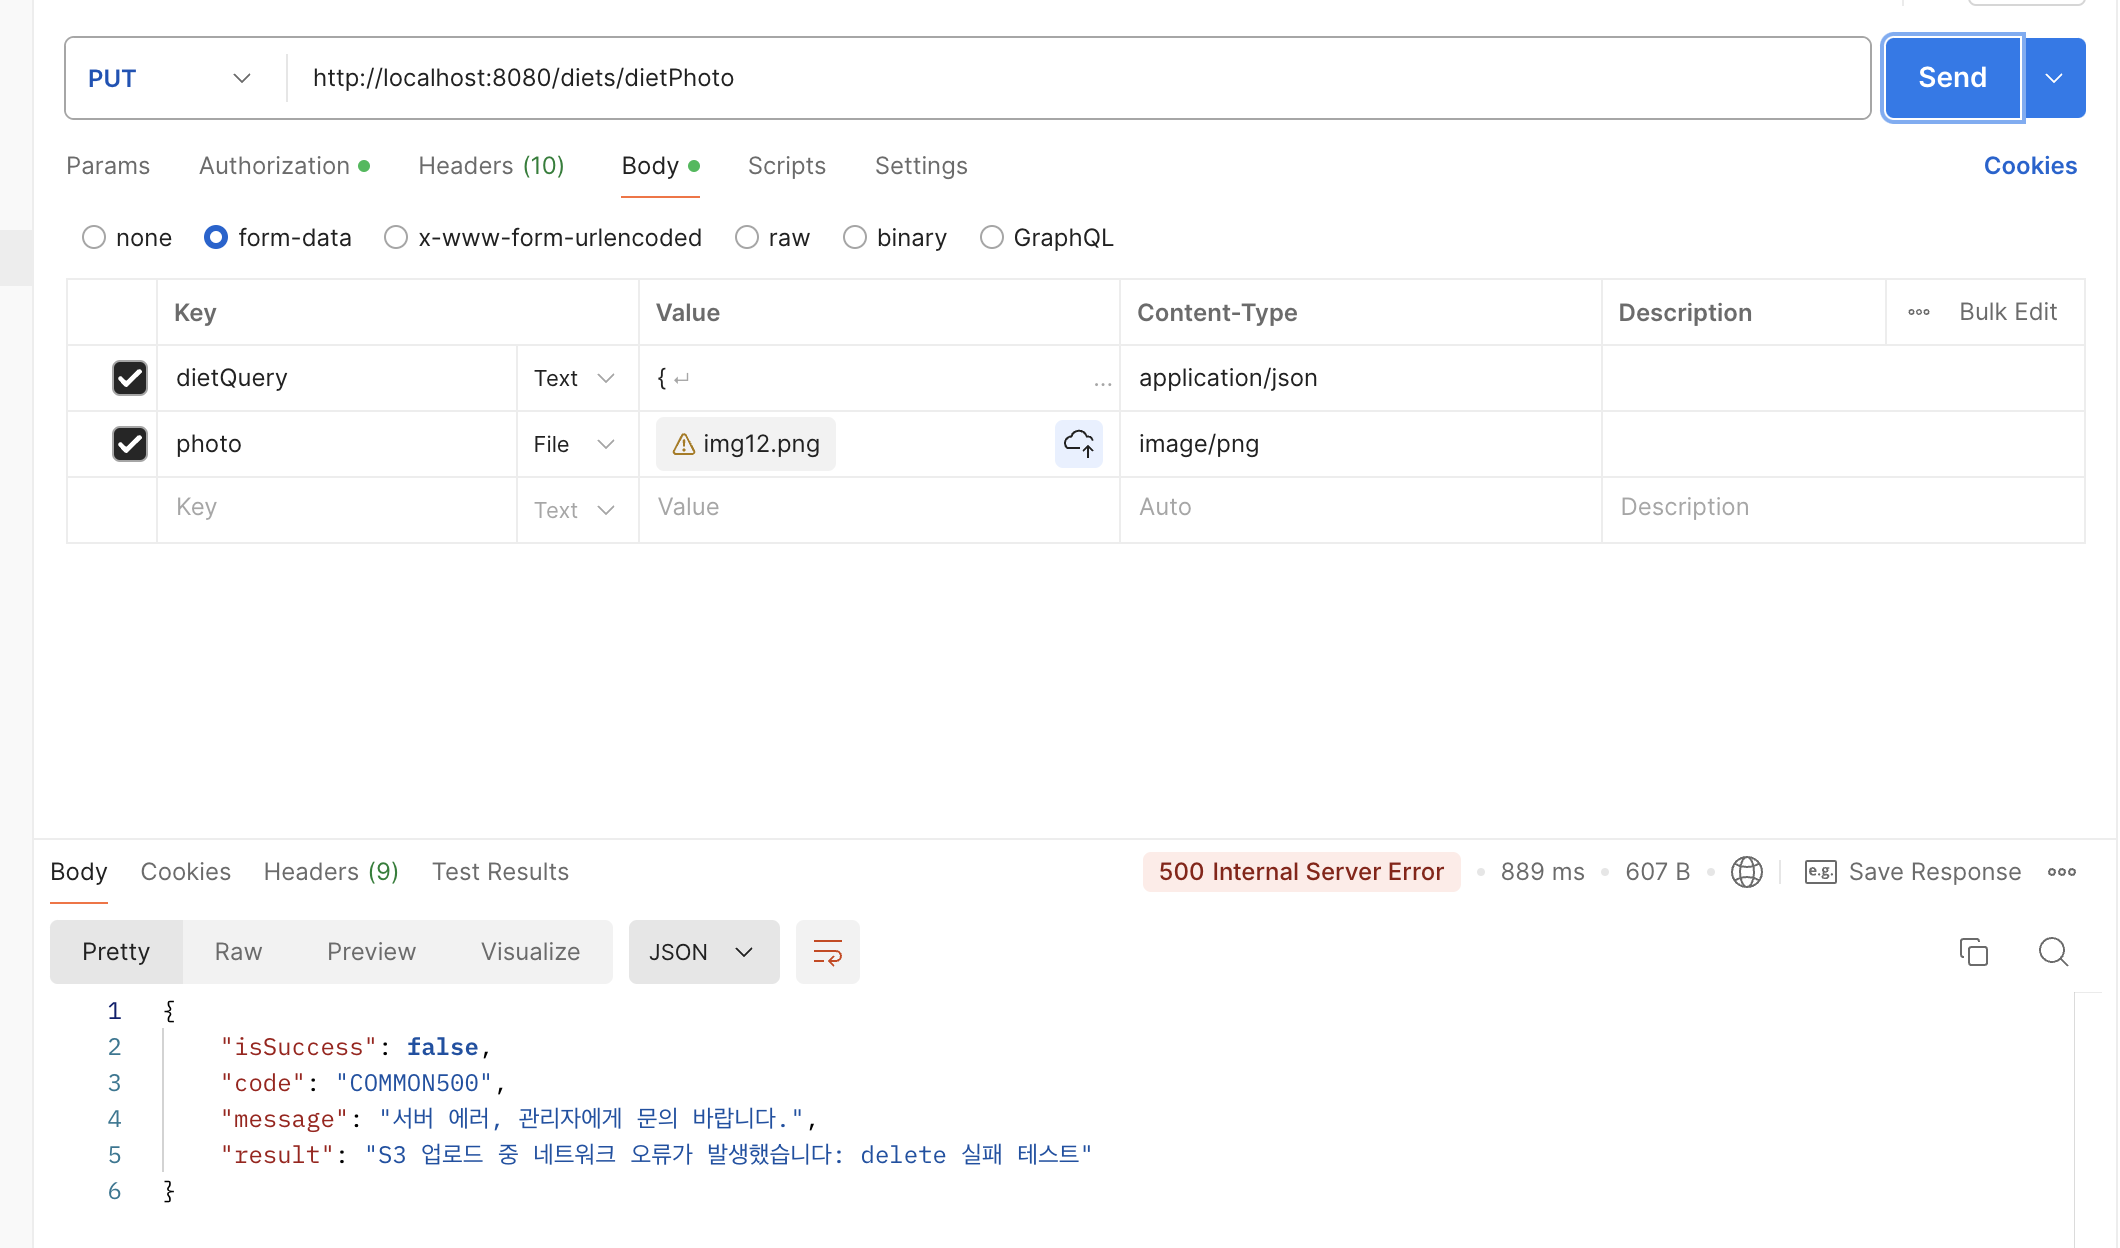 PUT http://localhost:8080/diets/dietPhoto Send
Params Authorization Headers (10) Body Scripts Settings Cookies
none form-data x-www-form-urlencoded raw binary GraphQL
Key Value Content-Type Description Bulk Edit
dietQuery Text { ↵ ... application/json
photo File img12.png image/png
Key Text Value Auto Description
Body Cookies Headers (9) Test Results 500 Internal Server Error 889 ms 607 B e.g. Save Response
Pretty Raw Preview Visualize JSON
1 {
2 "isSuccess": false,
3 "code": "COMMON500",
4 "message": "서버 에러, 관리자에게 문의 바랍니다.",
5 "result": "S3 업로드 중 네트워크 오류가 발생했습니다: delete 실패 테스트"
6 }